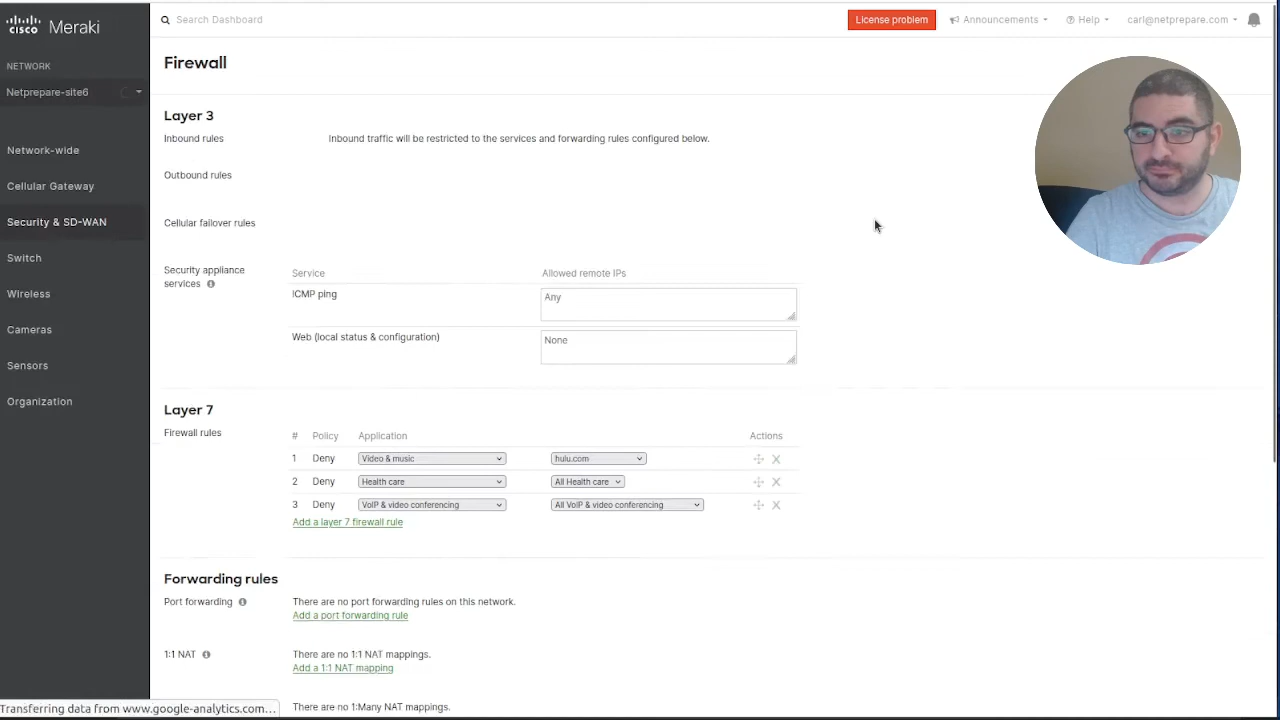 cisco Meraki
Search Dashboard
License problem
Announcements
Help
carl@netprepare.com
NETWORK
Netprepare-site6
Network-wide
Cellular Gateway
Security & SD-WAN
Switch
Wireless
Cameras
Sensors
Organization
Firewall
Layer 3
Inbound rules
Inbound traffic will be restricted to the services and forwarding rules configured below.
Outbound rules
Cellular failover rules
Security appliance
services
Service Allowed remote IPs
ICMP ping Any
Web (local status & configuration) None
Layer 7
Firewall rules
# Policy Application Actions
1 Deny Video & music hulu.com
2 Deny Health care All Health care
3 Deny VoIP & video conferencing All VoIP & video conferencing
Add a layer 7 firewall rule
Forwarding rules
Port forwarding
There are no port forwarding rules on this network.
Add a port forwarding rule
1:1 NAT
There are no 1:1 NAT mappings.
Add a 1:1 NAT mapping
There are no 1:Many NAT mappings.
Transferring data from www.google-analytics.com...